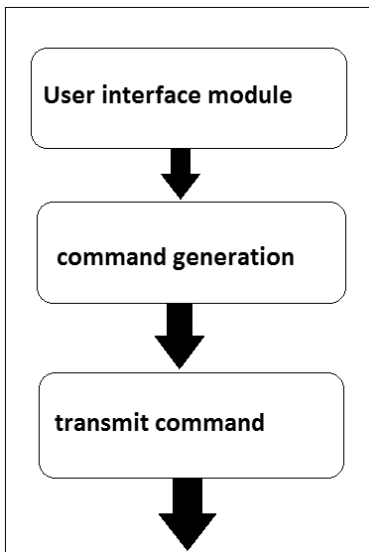 User interface module
command generation
transmit command